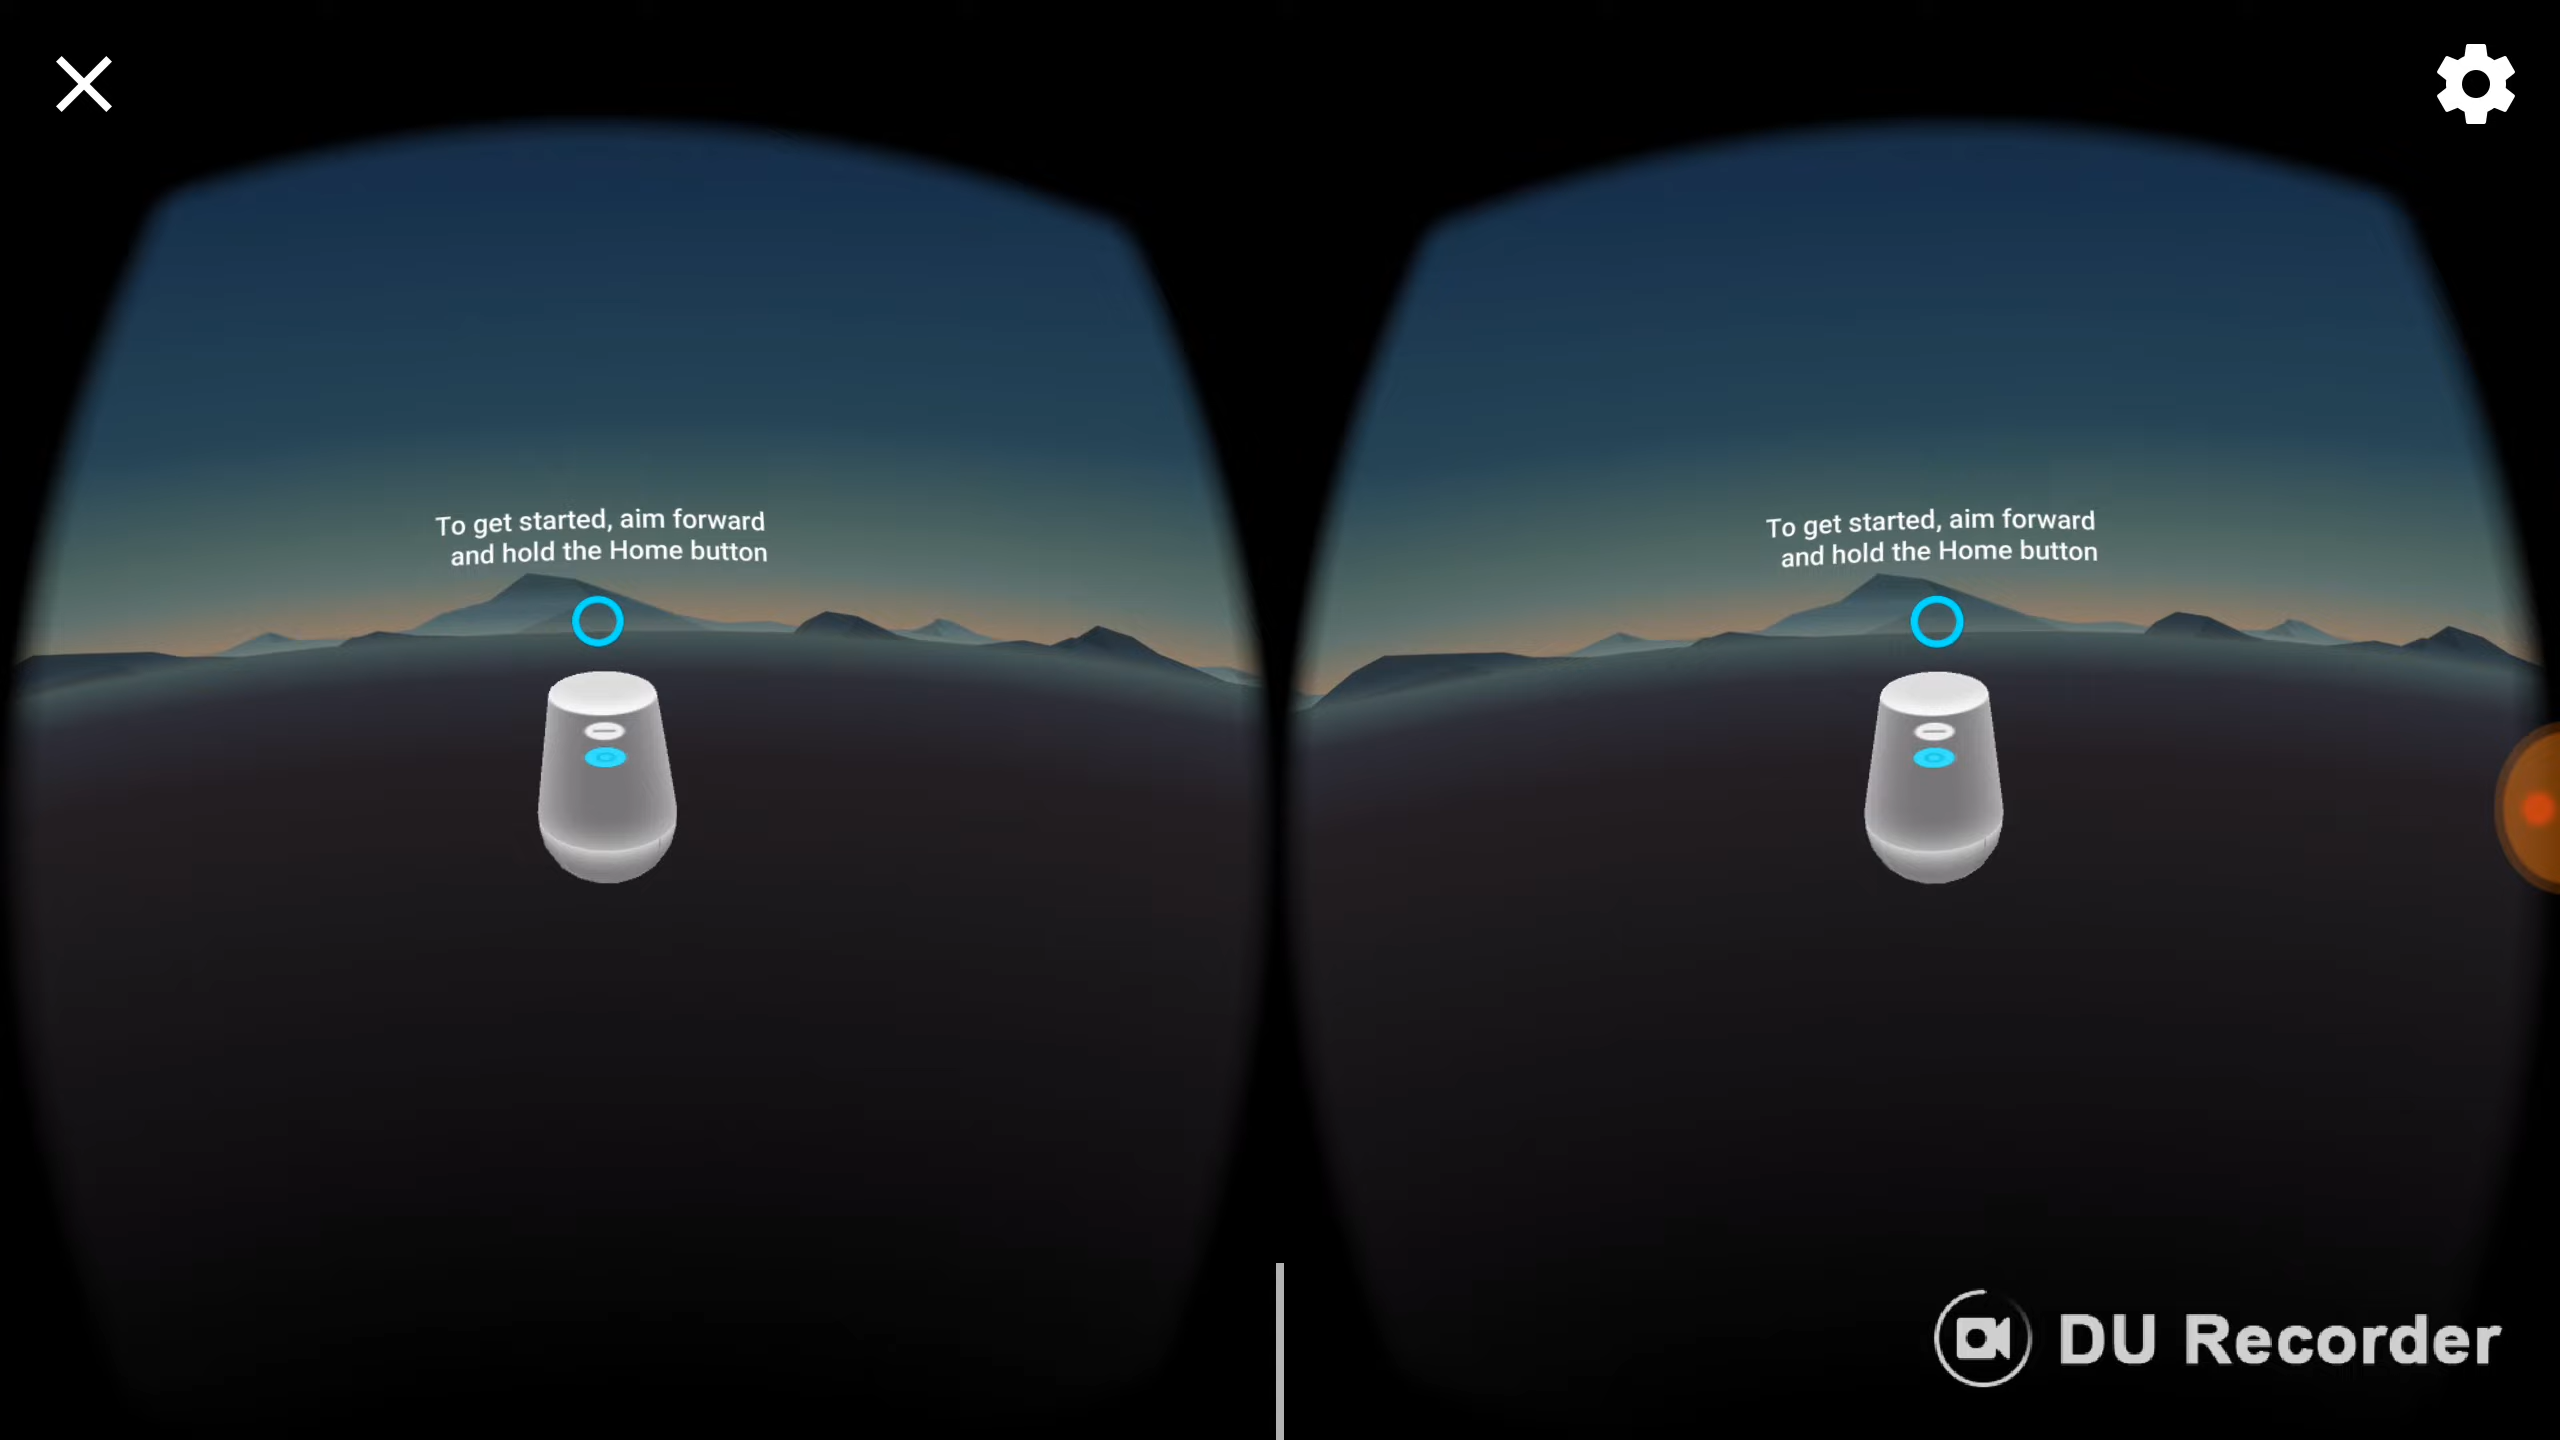 To get started, aim forward
and hold the Home button
To get started, aim forward
and hold the Home button
DU Recorder